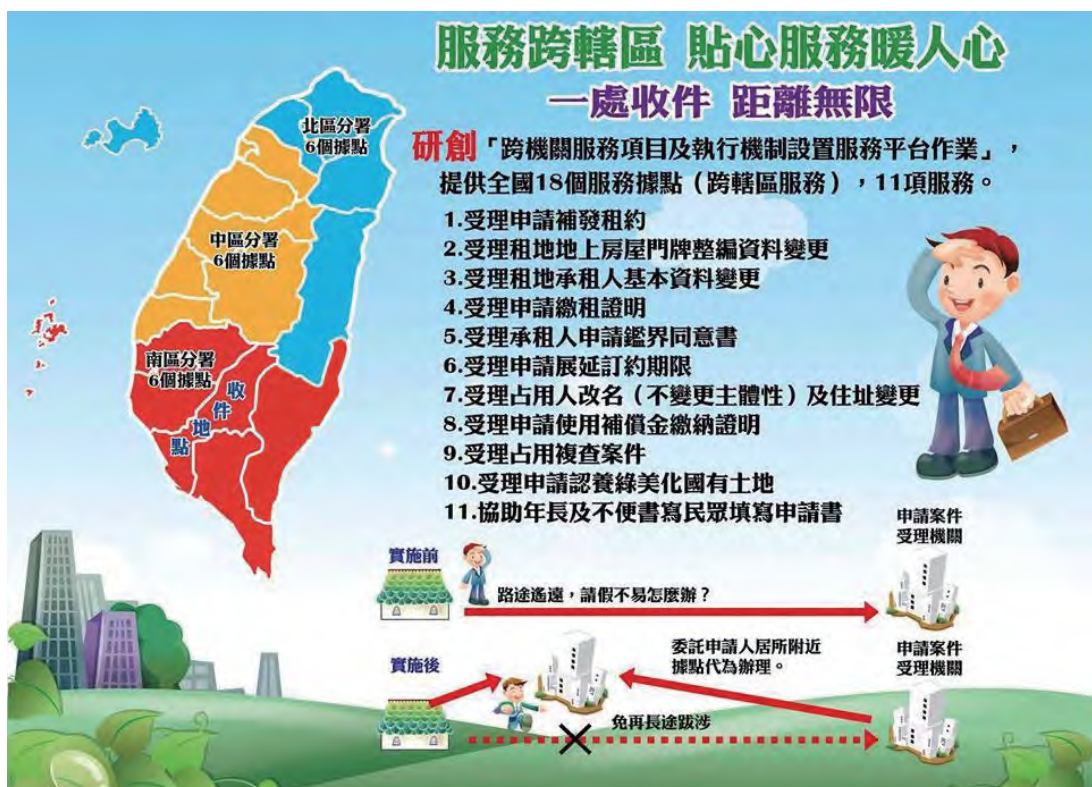 服務跨轄區 貼心服務暖人心
一處收件 距離無限
研創「跨機關服務項目及執行機制設置服務平台作業」，
提供全國18個服務據點（跨轄區服務），11項服務。
1.受理申請補發租約
2.受理租地地上房屋門牌整編資料變更
3.受理租地承租人基本資料變更
4.受理申請繳租證明
5.受理承租人申請鑑界同意書
6.受理申請展延訂約期限
7.受理占用人改名（不變更主體性）及住址變更
8.受理申請使用補償金繳納證明
9.受理占用複查案件
10.受理申請認養綠美化國有土地
11.協助年長及不便書寫民眾填寫申請書
北區分署
6個據點
中區分署
6個據點
南區分署
6個據點
收件地點
實施前
路途遙遠，請假不易怎麼辦？
申請案件
受理機關
實施後
委託申請人居所附近
據點代為辦理。
免再長途跋涉
申請案件
受理機關